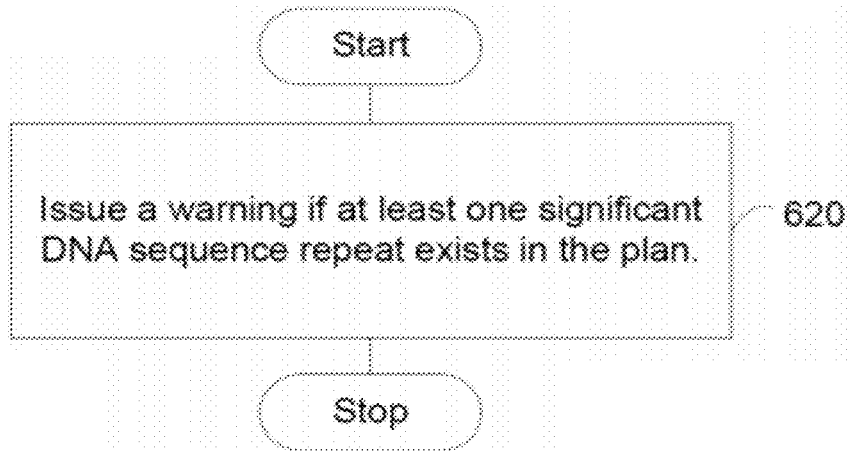 Start
Issue a warning if at least one significant
DNA sequence repeat exists in the plan.
620
Stop